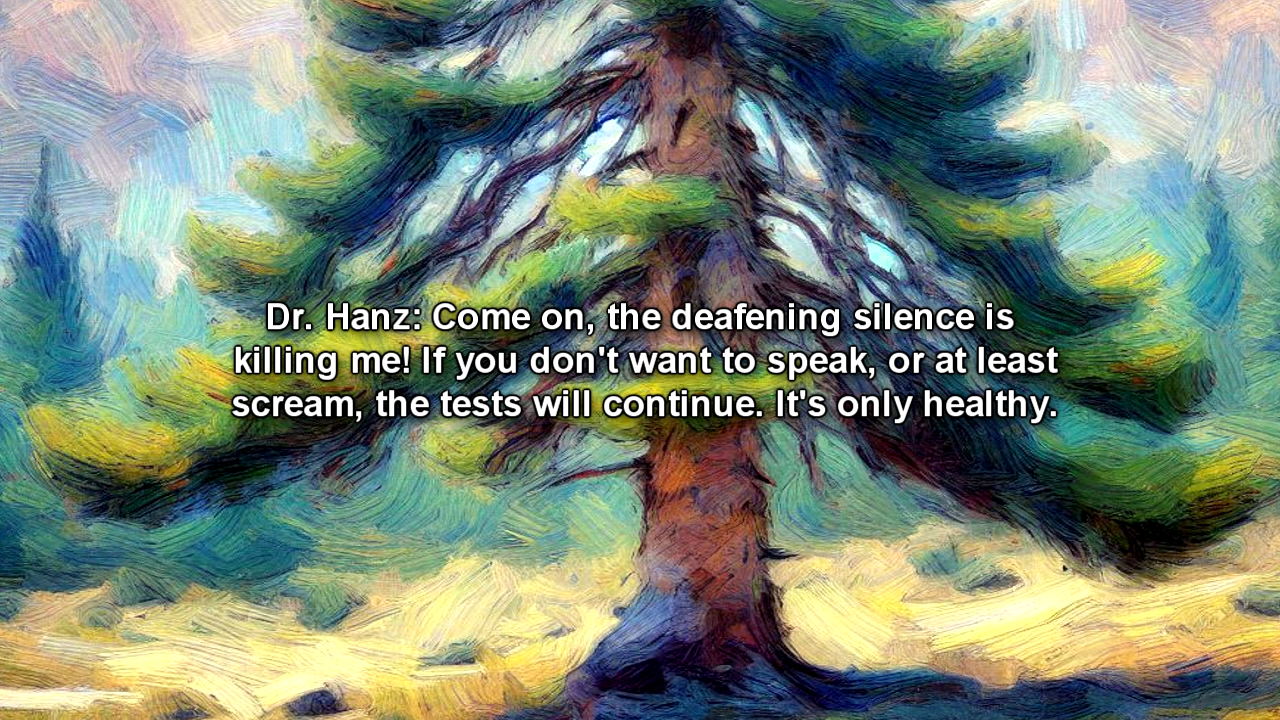 Dr. Hanz: Come on, the deafening silence is
killing me! If you don't want to speak, or at least
scream, the tests will continue. It's only healthy.